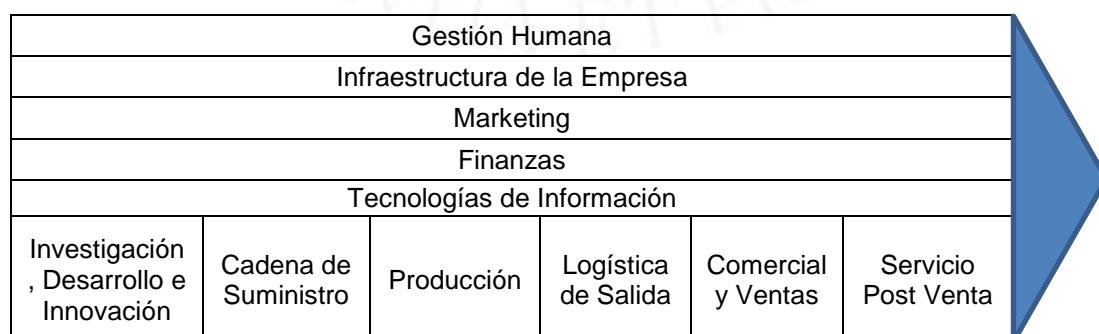 Gestión Humana
Infraestructura de la Empresa
Marketing
Finanzas
Tecnologías de Información
Investigación
, Desarrollo e
Innovación
Cadena de
Suministro
Producción
Logística
de Salida
Comercial
y Ventas
Servicio
Post Venta